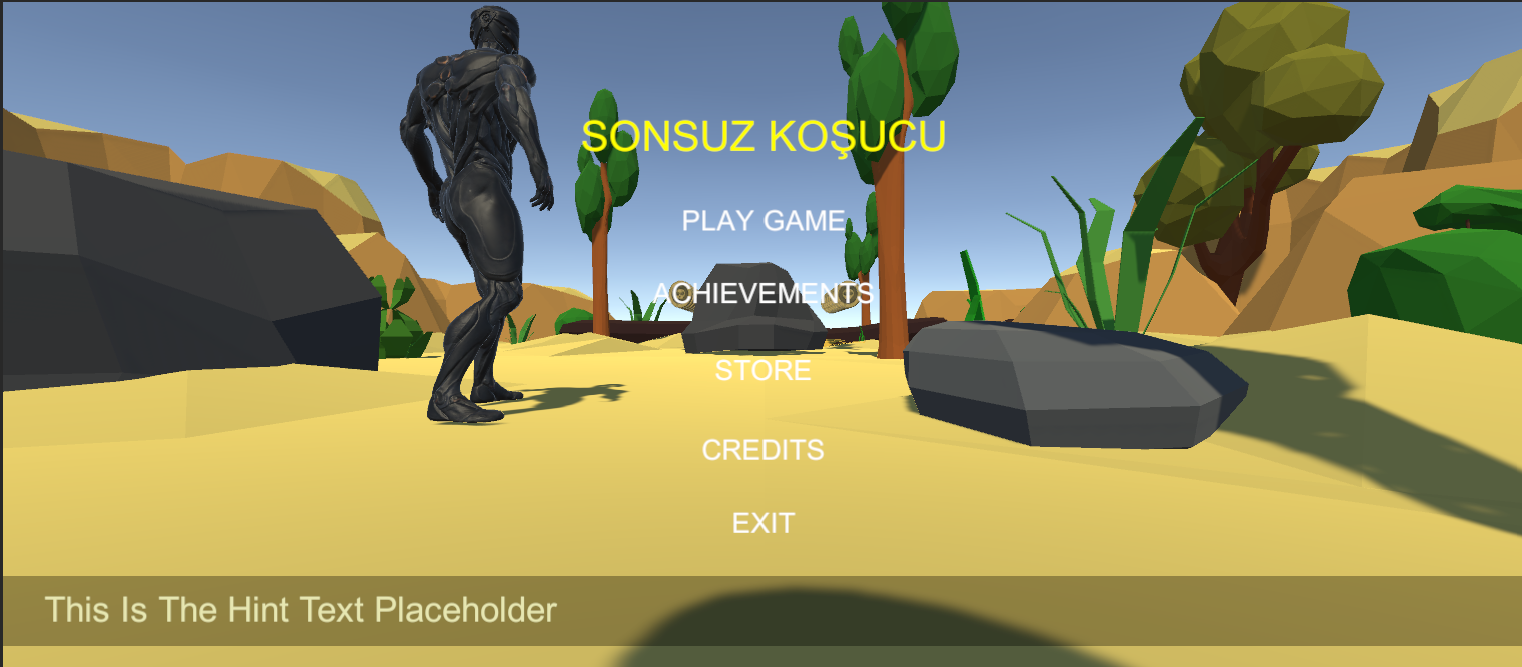 SONSUZ KOŞUCU
PLAY GAME
ACHIEVEMENTS
STORE
CREDITS
EXIT
This Is The Hint Text Placeholder